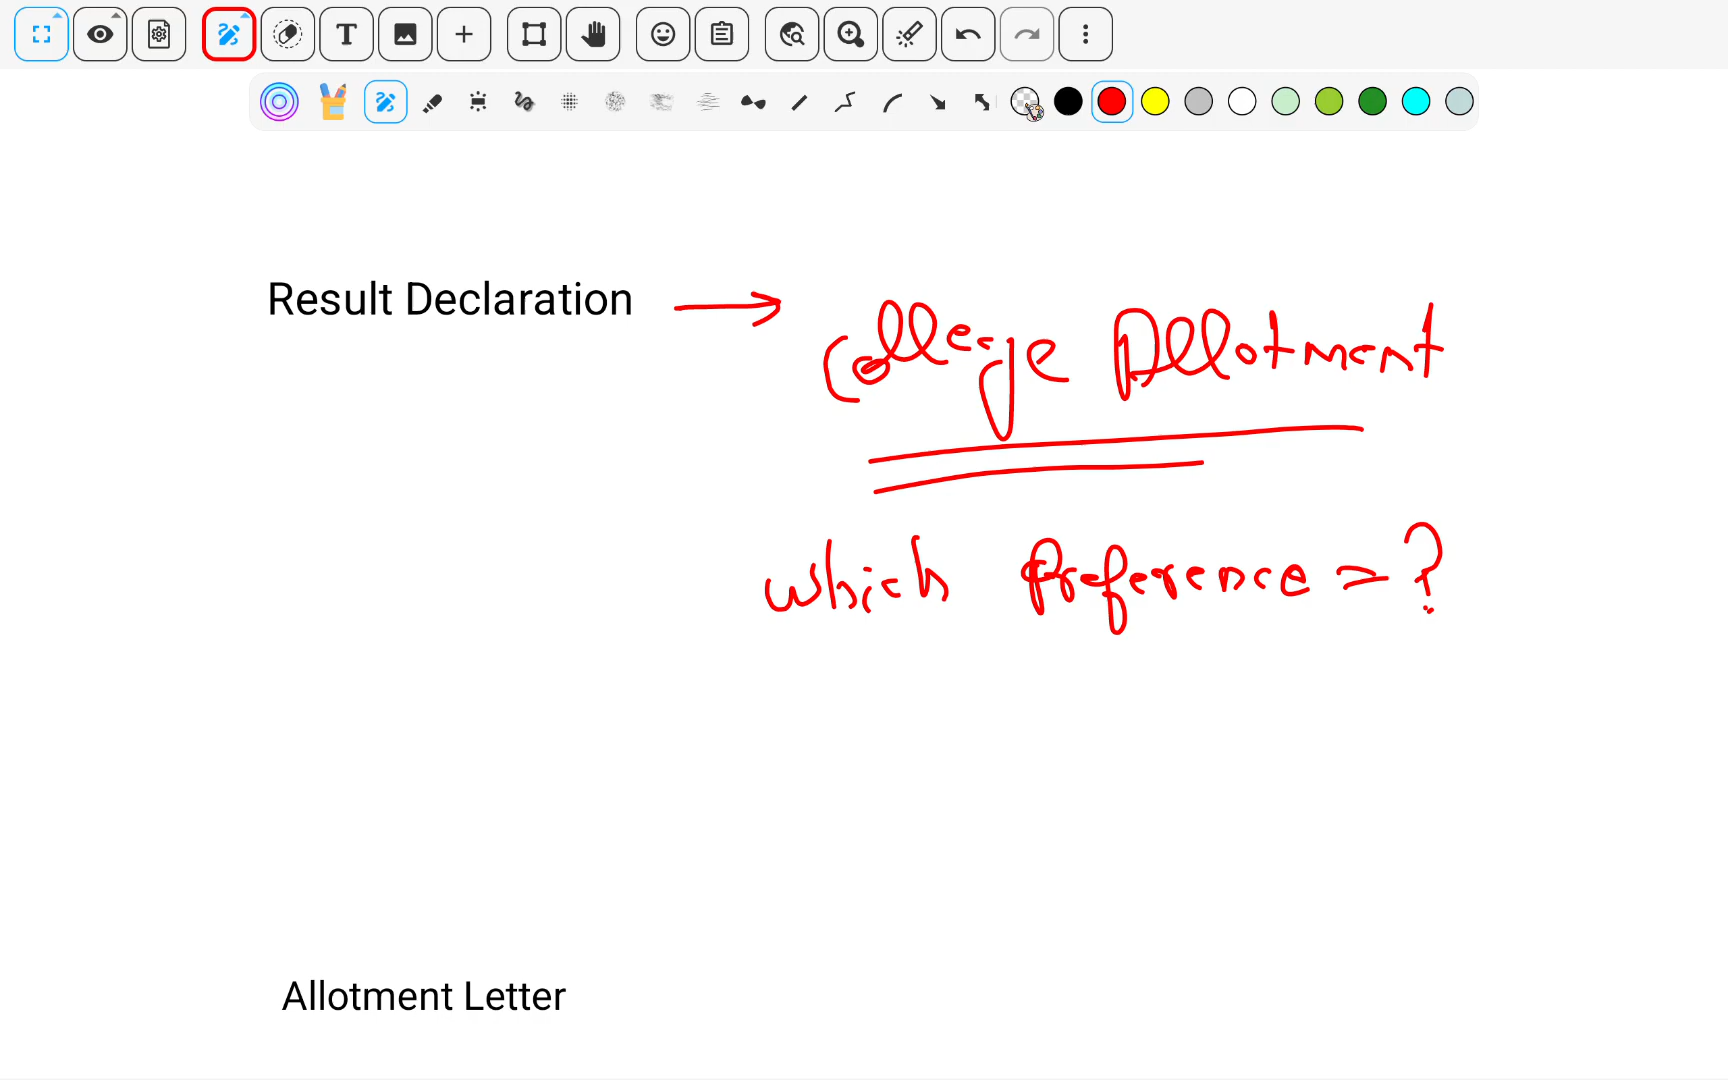 Result Declaration → College Allotment
which Preference = ?
Allotment Letter